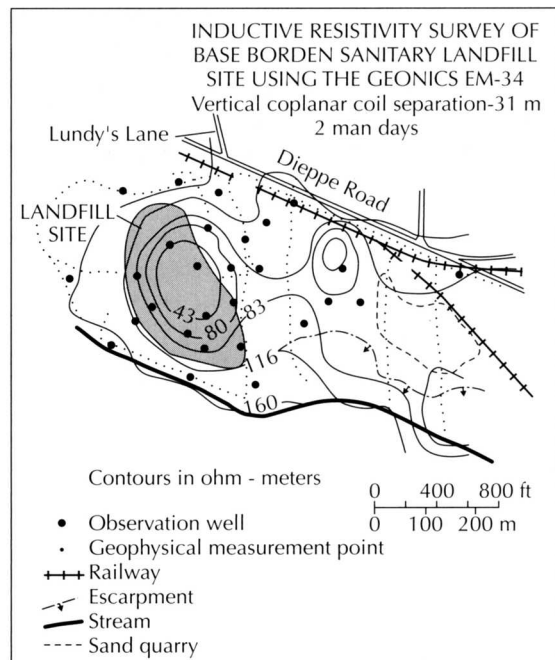 INDUCTIVE RESISTIVITY SURVEY OF
BASE BORDEN SANITARY LANDFILL
SITE USING THE GEONICS EM-34
Vertical coplanar coil separation-31 m
2 man days
Lundy's Lane
Dieppe Road
LANDFILL
SITE
43
80
83
116
160
Contours in ohm - meters
0 400 800 ft
0 100 200 m
Observation well
Geophysical measurement point
Railway
Escarpment
Stream
Sand quarry